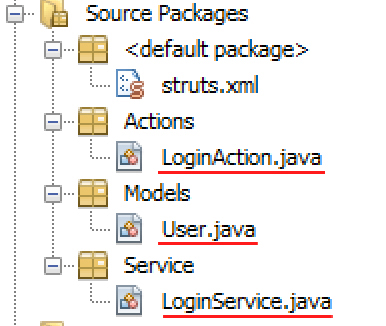 Source Packages
<default package>
struts.xml
Actions
LoginAction.java
Models
User.java
Service
LoginService.java